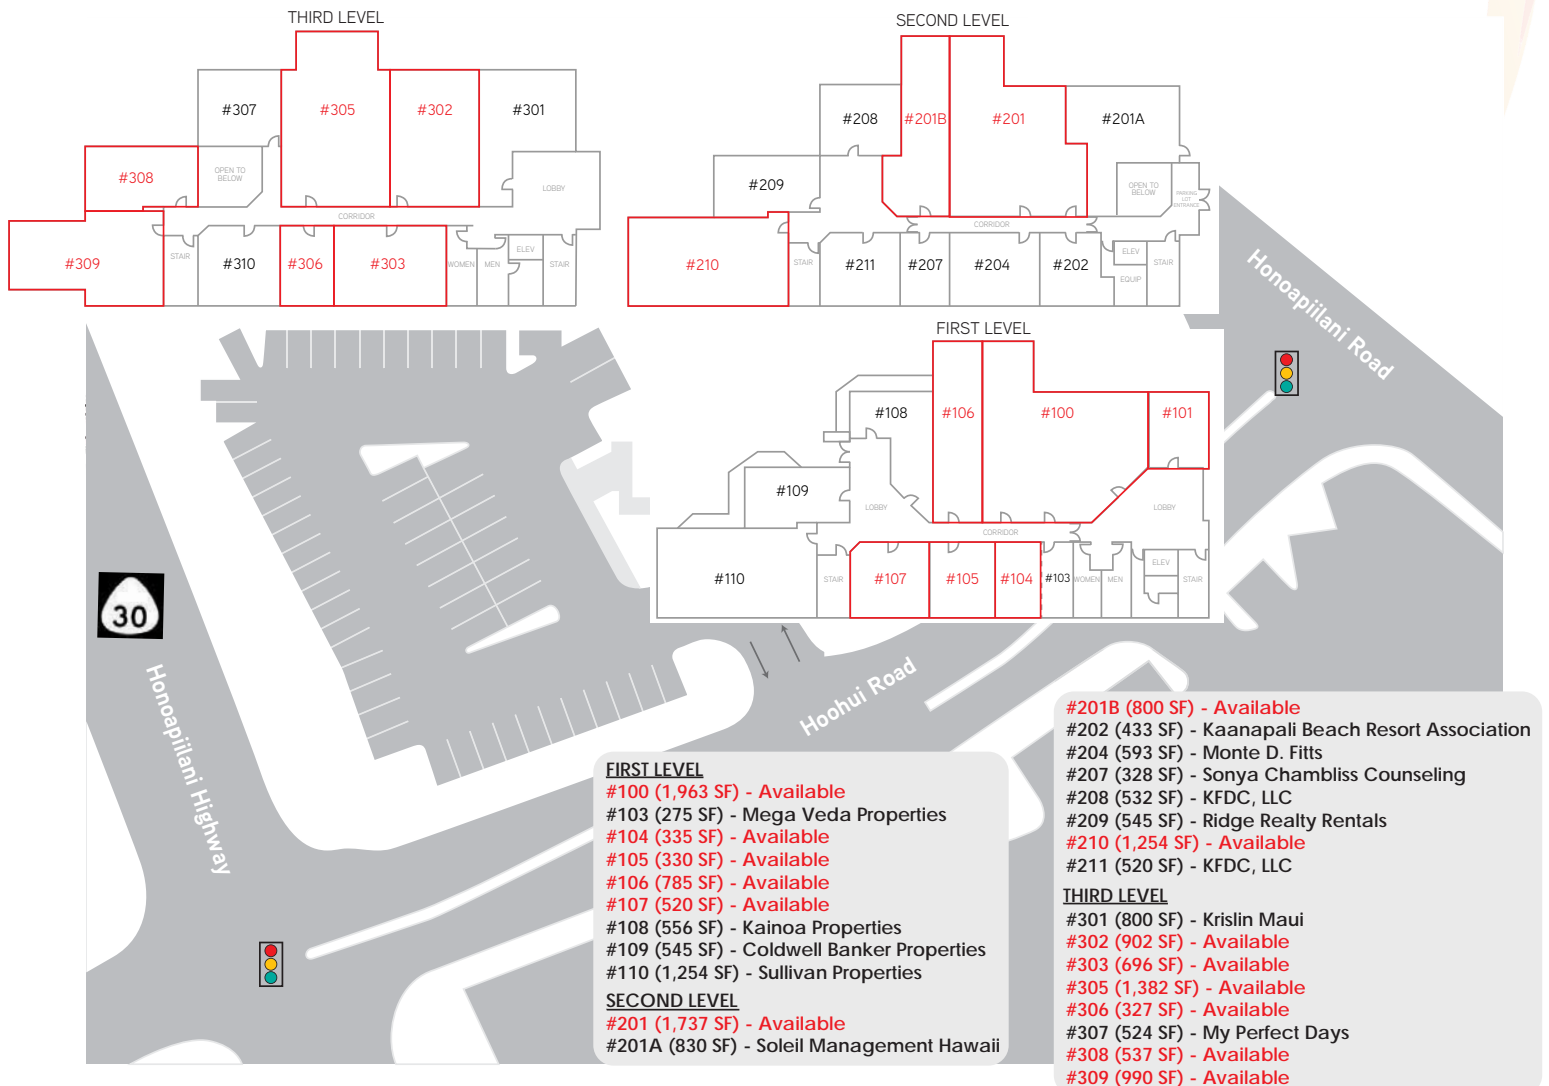 THIRD LEVEL
#307
#305
#302
#301
#308
OPEN TO
BELOW
LOBBY
CORRIDOR
#309
STAIR
#310
#306
#303
WOMEN
MEN
ELEV
STAIR
SECOND LEVEL
#208
#201B
#201
#201A
#209
OPEN TO
BELOW
PARKING
LOT
ENTRANCE
CORRIDOR
#210
STAIR
#211
#207
#204
#202
ELEV
EQUIP
STAIR
FIRST LEVEL
#108
#106
#100
#101
#109
LOBBY
LOBBY
CORRIDOR
#110
STAIR
#107
#105
#104
#103
WOMEN
MEN
ELEV
STAIR
Honoapiilani Road
30
Honoapiilani Highway
Hoohui Road
FIRST LEVEL
#100 (1,963 SF) - Available
#103 (275 SF) - Mega Veda Properties
#104 (335 SF) - Available
#105 (330 SF) - Available
#106 (785 SF) - Available
#107 (520 SF) - Available
#108 (556 SF) - Kainoa Properties
#109 (545 SF) - Coldwell Banker Properties
#110 (1,254 SF) - Sullivan Properties
SECOND LEVEL
#201 (1,737 SF) - Available
#201A (830 SF) - Soleil Management Hawaii
#201B (800 SF) - Available
#202 (433 SF) - Kaanapali Beach Resort Association
#204 (593 SF) - Monte D. Fitts
#207 (328 SF) - Sonya Chambliss Counseling
#208 (532 SF) - KFDC, LLC
#209 (545 SF) - Ridge Realty Rentals
#210 (1,254 SF) - Available
#211 (520 SF) - KFDC, LLC
THIRD LEVEL
#301 (800 SF) - Krislin Maui
#302 (902 SF) - Available
#303 (696 SF) - Available
#305 (1,382 SF) - Available
#306 (327 SF) - Available
#307 (524 SF) - My Perfect Days
#308 (537 SF) - Available
#309 (990 SF) - Available